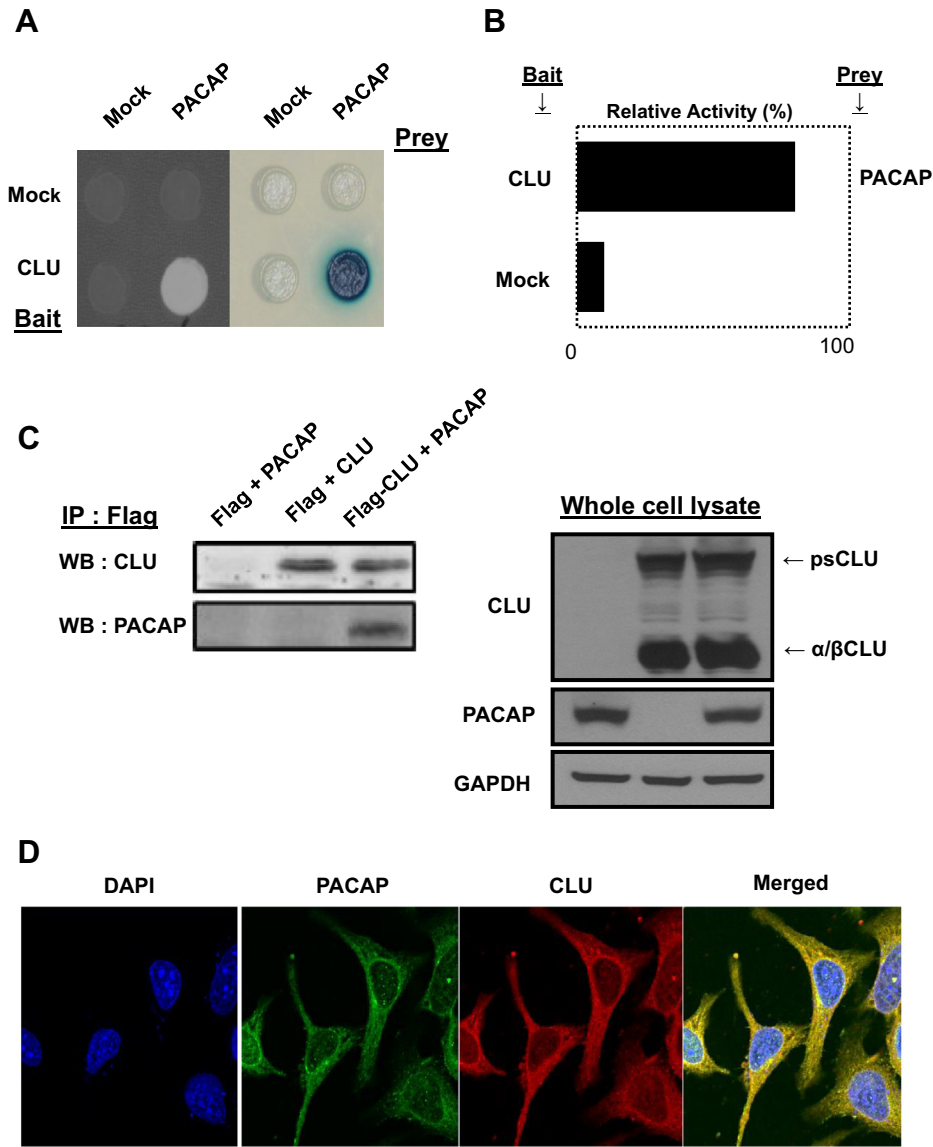 A
Mock PACAP Mock PACAP
Prey
Mock
CLU
Bait
B
Bait Prey
↓ ↓
Relative Activity (%)
CLU PACAP
Mock
0 100
C
Flag + PACAP
Flag + CLU
Flag-CLU + PACAP
IP : Flag
WB : CLU
WB : PACAP
Whole cell lysate
CLU
← psCLU
← α/βCLU
PACAP
GAPDH
D
DAPI PACAP CLU Merged